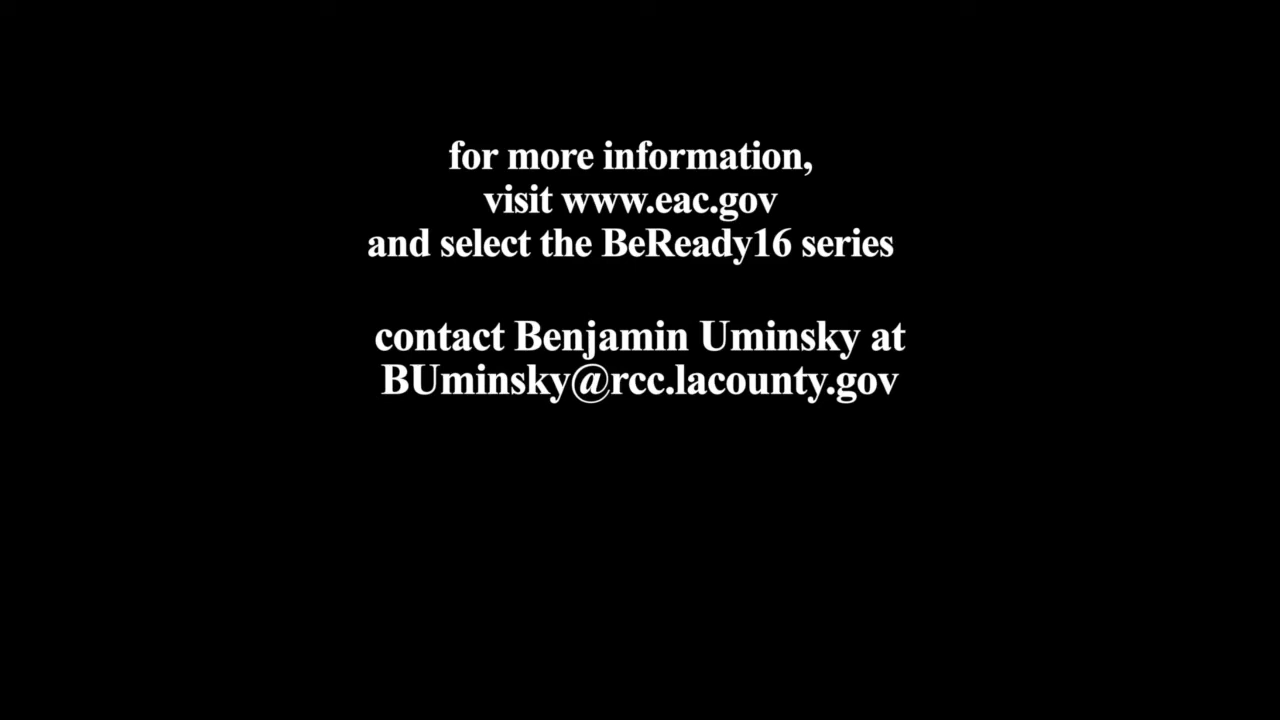 for more information,
visit www.eac.gov
and select the BeReady16 series
contact Benjamin Uminsky at
BUminsky@rcc.lacounty.gov